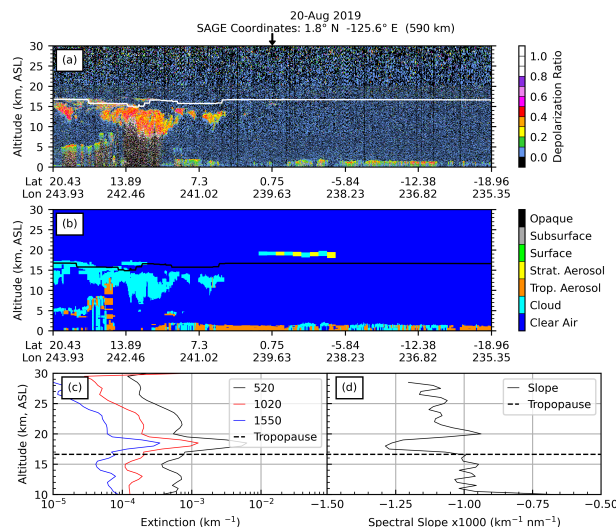 20-Aug 2019
SAGE Coordinates: 1.8° N -125.6° E (590 km)
(a)
Altitude (km, ASL)
30
25
20
15
10
5
0
Lat 20.43 13.89 7.3 0.75 -5.84 -12.38 -18.96
Lon 243.93 242.46 241.02 239.63 238.23 236.82 235.35
1.0
0.8
0.6
0.4
0.2
0.0
Depolarization Ratio
(b)
Altitude (km, ASL)
30
25
20
15
10
5
0
Lat 20.43 13.89 7.3 0.75 -5.84 -12.38 -18.96
Lon 243.93 242.46 241.02 239.63 238.23 236.82 235.35
Opaque
Subsurface
Surface
Strat. Aerosol
Trop. Aerosol
Cloud
Clear Air
(c)
520
1020
1550
Tropopause
Altitude (km, ASL)
30
25
20
15
10
10⁻⁵ 10⁻⁴ 10⁻³ 10⁻²
Extinction (km⁻¹)
(d)
Slope
Tropopause
-1.50 -1.25 -1.00 -0.75 -0.50
Spectral Slope x1000 (km⁻¹ nm⁻¹)